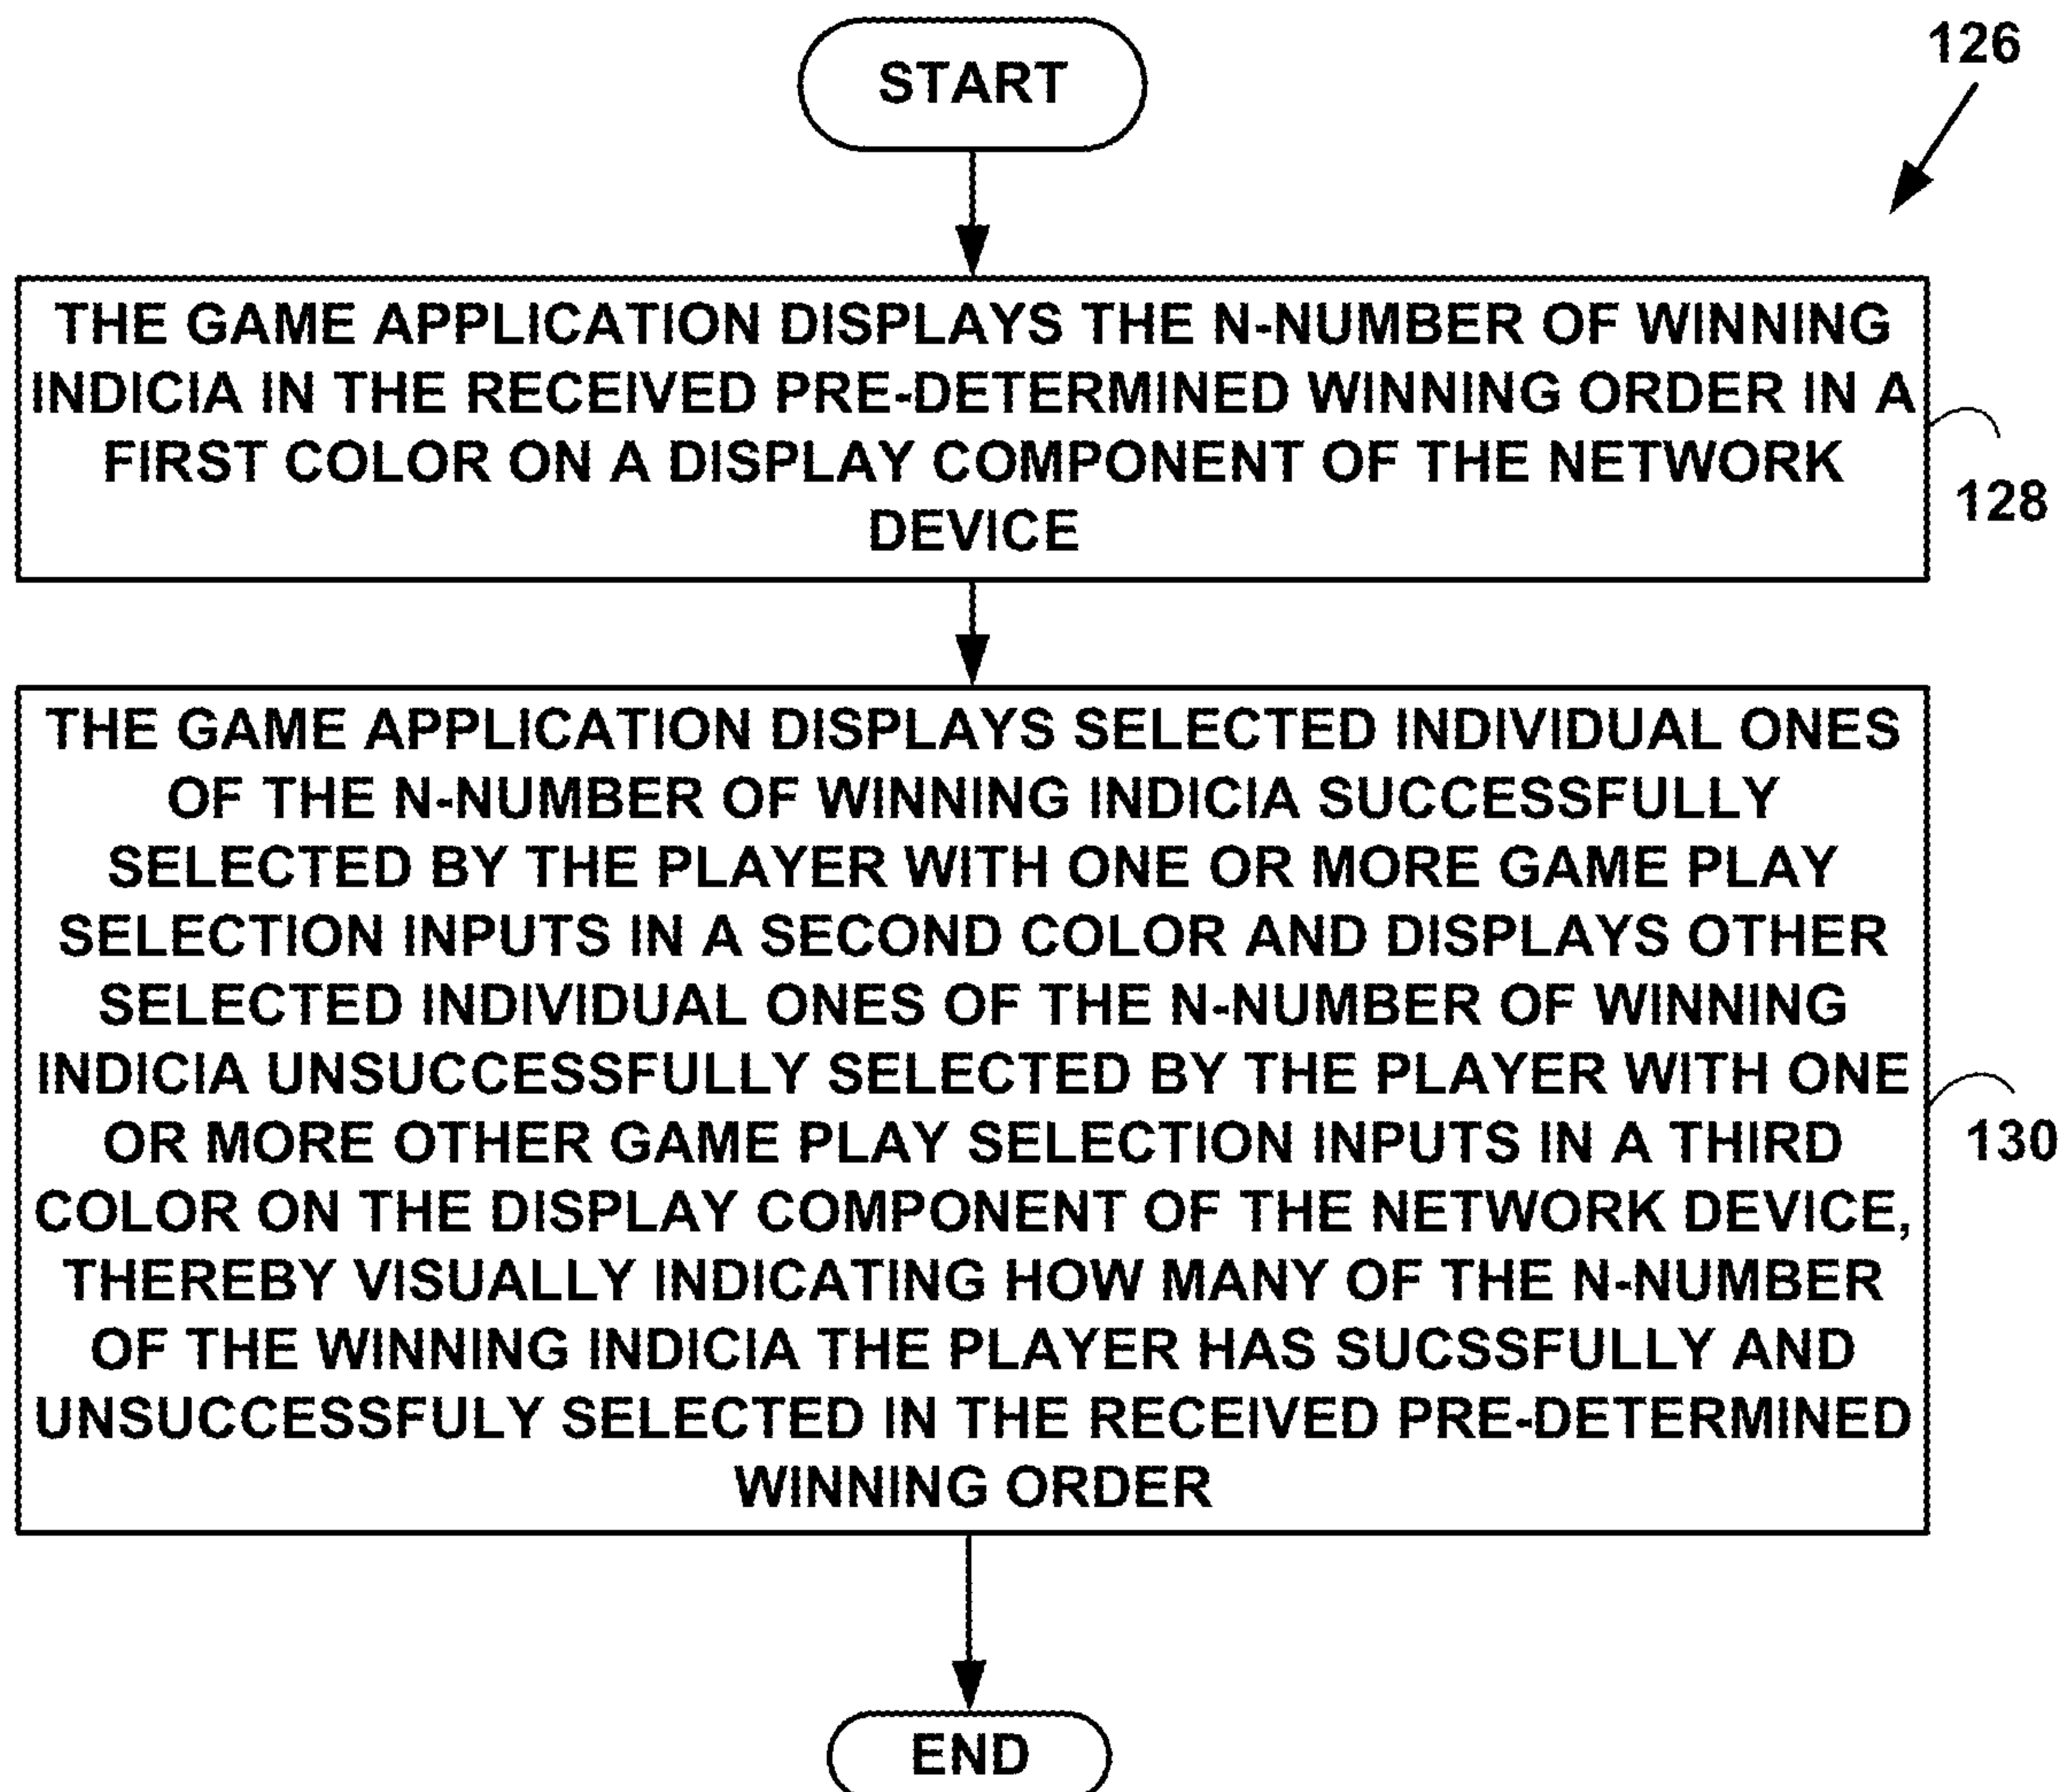 START
126
THE GAME APPLICATION DISPLAYS THE N-NUMBER OF WINNING
INDICIA IN THE RECEIVED PRE-DETERMINED WINNING ORDER IN A
FIRST COLOR ON A DISPLAY COMPONENT OF THE NETWORK
DEVICE
128
THE GAME APPLICATION DISPLAYS SELECTED INDIVIDUAL ONES
OF THE N-NUMBER OF WINNING INDICIA SUCCESSFULLY
SELECTED BY THE PLAYER WITH ONE OR MORE GAME PLAY
SELECTION INPUTS IN A SECOND COLOR AND DISPLAYS OTHER
SELECTED INDIVIDUAL ONES OF THE N-NUMBER OF WINNING
INDICIA UNSUCCESSFULLY SELECTED BY THE PLAYER WITH ONE
OR MORE OTHER GAME PLAY SELECTION INPUTS IN A THIRD
COLOR ON THE DISPLAY COMPONENT OF THE NETWORK DEVICE,
THEREBY VISUALLY INDICATING HOW MANY OF THE N-NUMBER
OF THE WINNING INDICIA THE PLAYER HAS SUCSSFULLY AND
UNSUCCESSFULY SELECTED IN THE RECEIVED PRE-DETERMINED
WINNING ORDER
130
END